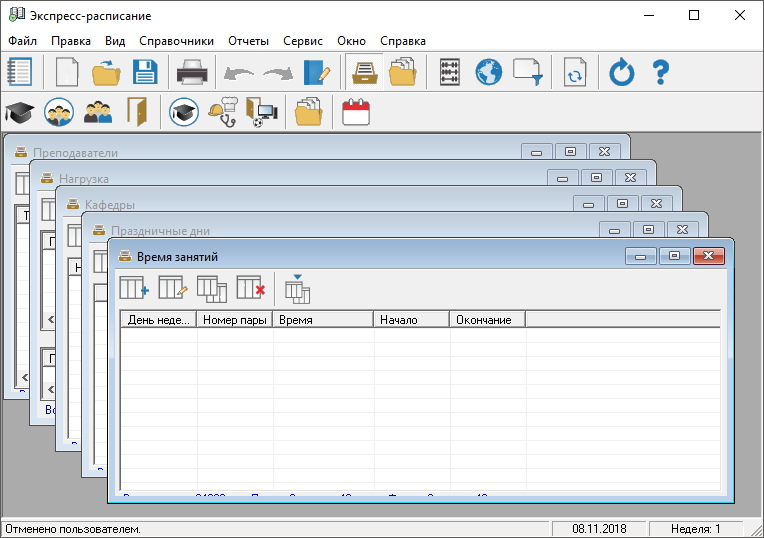 Экспресс-расписание
Файл Правка Вид Справочники Отчеты Сервис Окно Справка
Преподаватели
Нагрузка
Кафедры
Праздничные дни
Время занятий
День неде... Номер пары Время Начало Окончание
Отменено пользователем. 08.11.2018 Неделя: 1